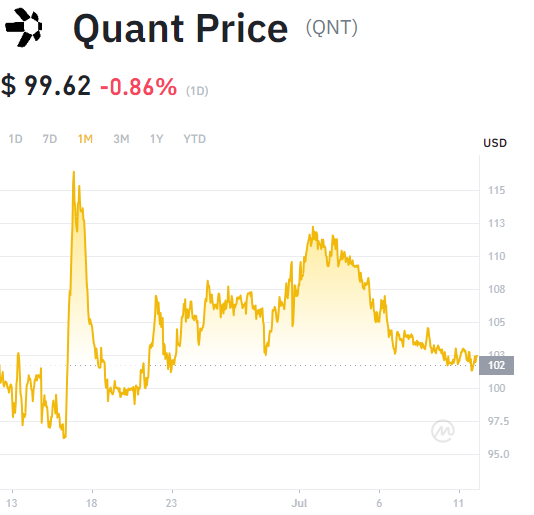 Quant Price (QNT)
$ 99.62 -0.86% (1D)
1D 7D 1M 3M 1Y YTD
USD
115
113
110
108
105
103
102
100
97.5
95.0
13 18 23 Jul 6 11